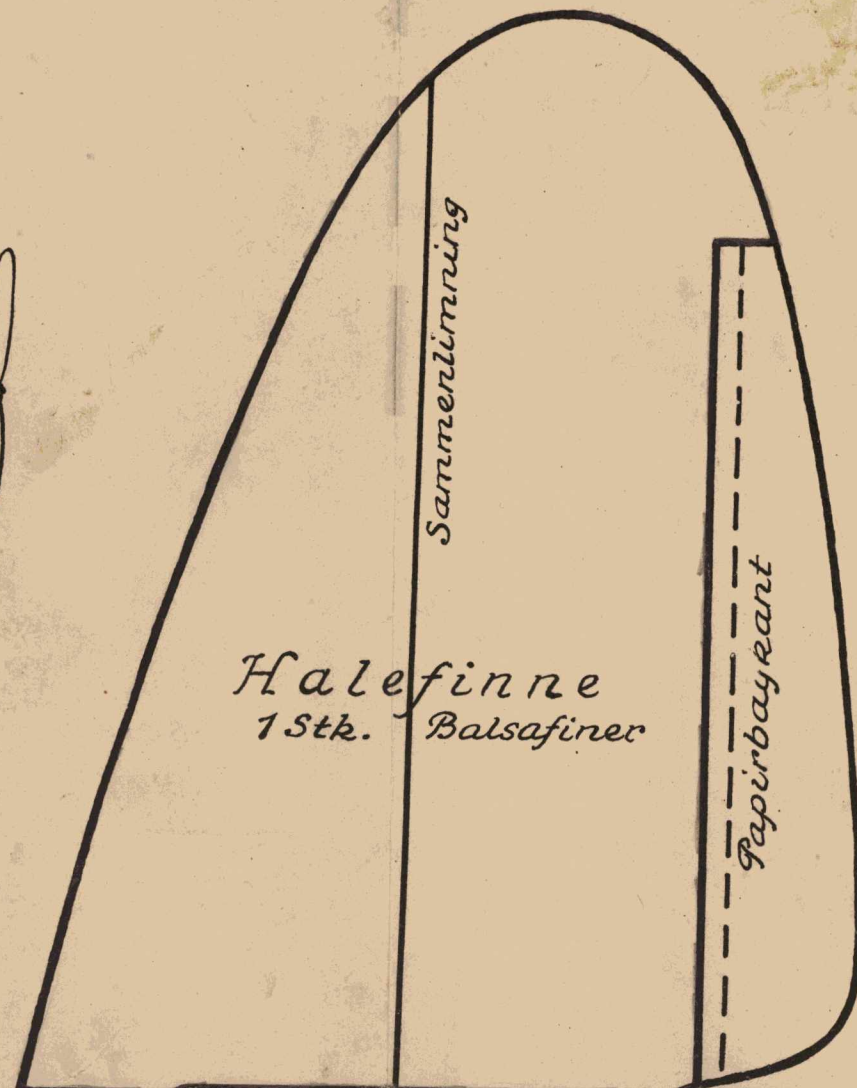 Sammenlimning
Halefinne
1 Stk. Balsafiner
Papirbaykant